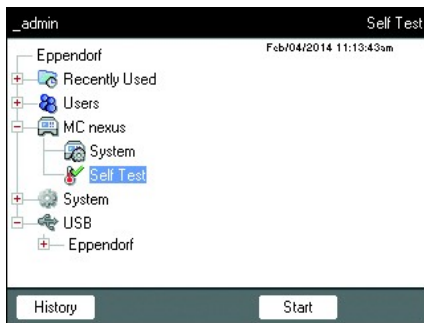 _admin Self Test
Eppendorf Feb/04/2014 11:13:43am
Recently Used
Users
MC nexus
System
Self Test
System
USB
Eppendorf
History Start